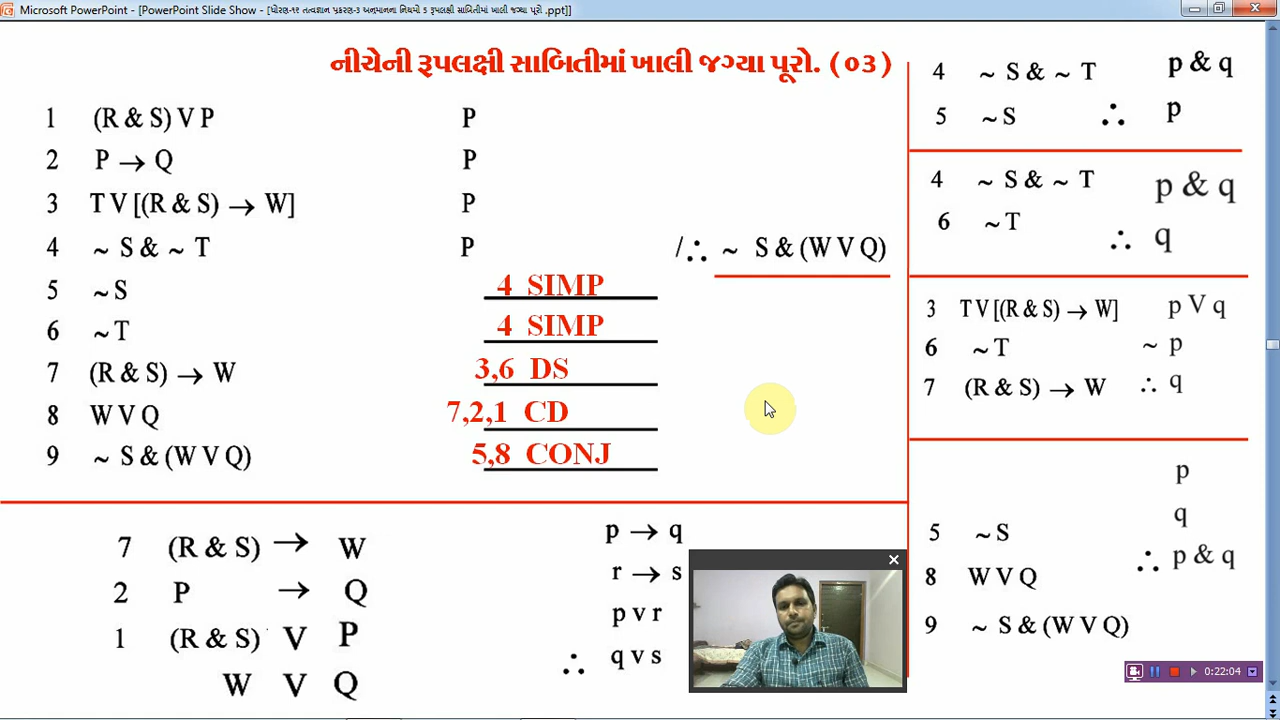 Microsoft PowerPoint - [PowerPoint Slide Show - [ધોરણ-૧૨ તત્વજ્ઞાન પ્રકરણ-3 અનુમાનના નિયમો 5 રૂપલક્ષી સાબિતીમાં ખાલી જગ્યા પૂરો .ppt]]
નીચેની રૂપલક્ષી સાબિતીમાં ખાલી જગ્યા પૂરો. (૦૩)
1 (R & S) V P P
2 P → Q P
3 T V [(R & S) → W] P
4 ~ S & ~ T P /∴ ~ S & (W V Q)
5 ~ S 4 SIMP
6 ~ T 4 SIMP
7 (R & S) → W 3,6 DS
8 W V Q 7,2,1 CD
9 ~ S & (W V Q) 5,8 CONJ
7 (R & S) → W p → q
2 P → Q r → s
1 (R & S) V P p v r
W V Q ∴ q v s
4 ~ S & ~ T p & q
5 ~ S ∴ p
4 ~ S & ~ T p & q
6 ~ T ∴ q
3 T V [(R & S) → W] p V q
6 ~ T ~ p
7 (R & S) → W ∴ q
p
5 ~ S q
8 W V Q ∴ p & q
9 ~ S & (W V Q)
0:22:04